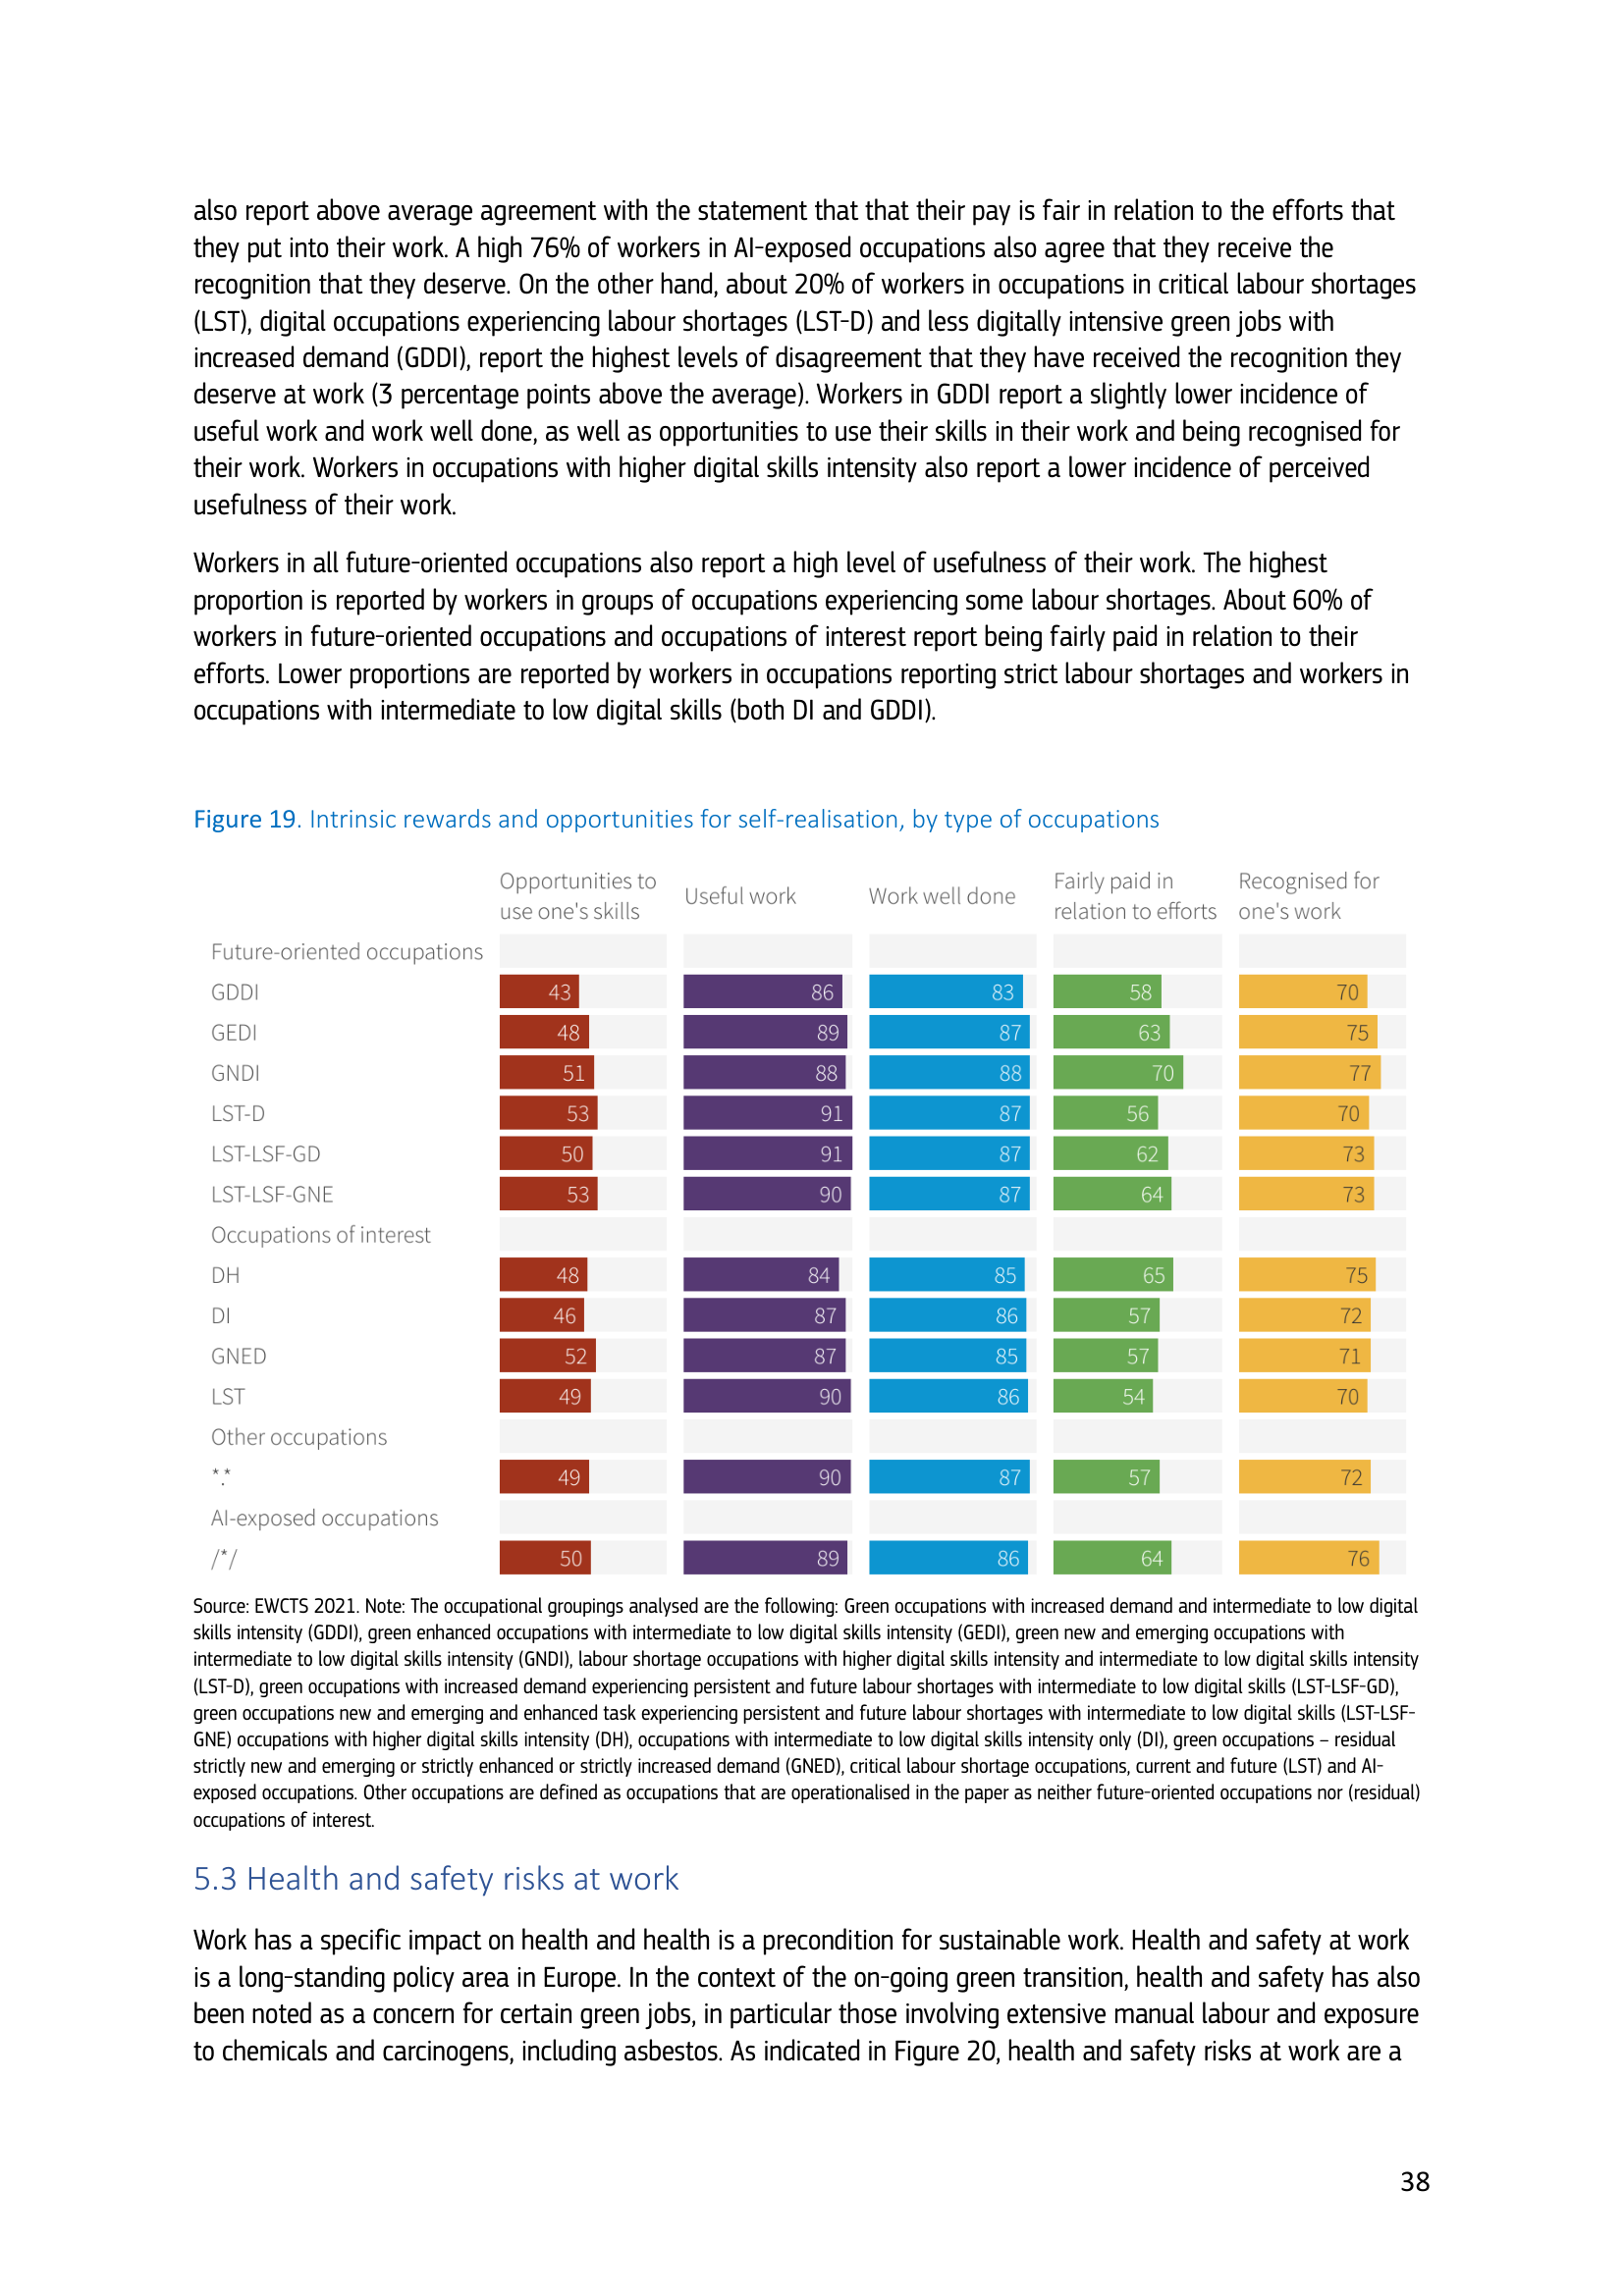 also report above average agreement with the statement that that their pay is fair in relation to the efforts that
they put into their work. A high 76% of workers in AI-exposed occupations also agree that they receive the
recognition that they deserve. On the other hand, about 20% of workers in occupations in critical labour shortages
(LST), digital occupations experiencing labour shortages (LST-D) and less digitally intensive green jobs with
increased demand (GDDI), report the highest levels of disagreement that they have received the recognition they
deserve at work (3 percentage points above the average). Workers in GDDI report a slightly lower incidence of
useful work and work well done, as well as opportunities to use their skills in their work and being recognised for
their work. Workers in occupations with higher digital skills intensity also report a lower incidence of perceived
usefulness of their work.
Workers in all future-oriented occupations also report a high level of usefulness of their work. The highest
proportion is reported by workers in groups of occupations experiencing some labour shortages. About 60% of
workers in future-oriented occupations and occupations of interest report being fairly paid in relation to their
efforts. Lower proportions are reported by workers in occupations reporting strict labour shortages and workers in
occupations with intermediate to low digital skills (both DI and GDDI).
Figure 19. Intrinsic rewards and opportunities for self-realisation, by type of occupations
Opportunities to use one's skills Useful work Work well done Fairly paid in relation to efforts Recognised for one's work
Future-oriented occupations
GDDI 43 86 83 58 70
GEDI 48 89 87 63 75
GNDI 51 88 88 70 77
LST-D 53 91 87 56 70
LST-LSF-GD 50 91 87 62 73
LST-LSF-GNE 53 90 87 64 73
Occupations of interest
DH 48 84 85 65 75
DI 46 87 86 57 72
GNED 52 87 85 57 71
LST 49 90 86 54 70
Other occupations
*.* 49 90 87 57 72
AI-exposed occupations
/*/ 50 89 86 64 76
Source: EWCTS 2021. Note: The occupational groupings analysed are the following: Green occupations with increased demand and intermediate to low digital
skills intensity (GDDI), green enhanced occupations with intermediate to low digital skills intensity (GEDI), green new and emerging occupations with
intermediate to low digital skills intensity (GNDI), labour shortage occupations with higher digital skills intensity and intermediate to low digital skills intensity
(LST-D), green occupations with increased demand experiencing persistent and future labour shortages with intermediate to low digital skills (LST-LSF-GD),
green occupations new and emerging and enhanced task experiencing persistent and future labour shortages with intermediate to low digital skills (LST-LSF-
GNE) occupations with higher digital skills intensity (DH), occupations with intermediate to low digital skills intensity only (DI), green occupations – residual
strictly new and emerging or strictly enhanced or strictly increased demand (GNED), critical labour shortage occupations, current and future (LST) and AI-
exposed occupations. Other occupations are defined as occupations that are operationalised in the paper as neither future-oriented occupations nor (residual)
occupations of interest.
5.3 Health and safety risks at work
Work has a specific impact on health and health is a precondition for sustainable work. Health and safety at work
is a long-standing policy area in Europe. In the context of the on-going green transition, health and safety has also
been noted as a concern for certain green jobs, in particular those involving extensive manual labour and exposure
to chemicals and carcinogens, including asbestos. As indicated in Figure 20, health and safety risks at work are a
38